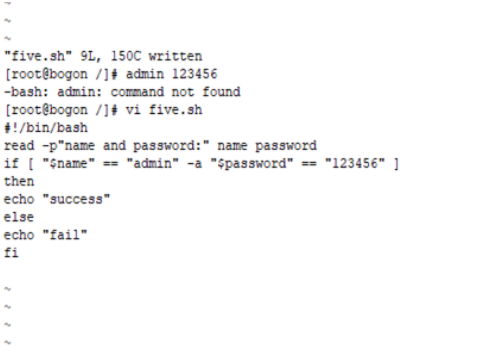 ~
~
~
"five.sh" 9L, 150C written
[root@bogon /]# admin 123456
-bash: admin: command not found
[root@bogon /]# vi five.sh
#!/bin/bash
read -p"name and password:" name password
if [ "$name" == "admin" -a "$password" == "123456" ]
then
echo "success"
else
echo "fail"
fi

~
~
~
~